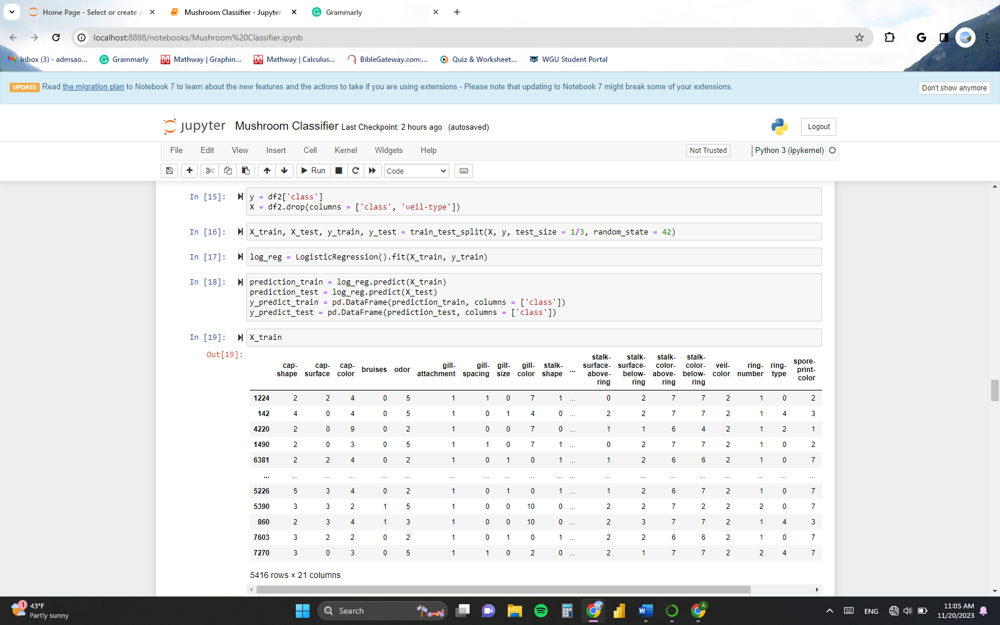 Home Page - Select or create a
Mushroom Classifier - Jupyter
Grammarly
localhost:8888/notebooks/Mushroom%20Classifier.ipynb
Inbox (3) - admsao...
Grammarly
Mathway | Graphin...
Mathway | Calculus...
BibleGateway.com:...
Quiz & Worksheet...
WGU Student Portal
UPDATE Read the migration plan to Notebook 7 to learn about the new features and the actions to take if you are using extensions - Please note that updating to Notebook 7 might break some of your extensions.
Don't show anymore
jupyter Mushroom Classifier Last Checkpoint: 2 hours ago (autosaved)
Logout
File Edit View Insert Cell Kernel Widgets Help
Not Trusted
Python 3 (ipykernel)
Run
Code
In [15]: y = df2['class']
X = df2.drop(columns = ['class', 'veil-type'])
In [16]: X_train, X_test, y_train, y_test = train_test_split(X, y, test_size = 1/3, random_state = 42)
In [17]: log_reg = LogisticRegression().fit(X_train, y_train)
In [18]: prediction_train = log_reg.predict(X_train)
prediction_test = log_reg.predict(X_test)
y_predict_train = pd.DataFrame(prediction_train, columns = ['class'])
y_predict_test = pd.DataFrame(prediction_test, columns = ['class'])
In [19]: X_train
Out[19]:
cap-shape cap-surface cap-color bruises odor gill-attachment gill-spacing gill-size gill-color stalk-shape ... stalk-surface-above-ring stalk-surface-below-ring stalk-color-above-ring stalk-color-below-ring veil-color ring-number ring-type spore-print-color
1224 2 2 4 0 5 1 1 0 7 1 ... 0 2 7 7 2 1 0 2
142 4 0 4 0 5 1 0 1 4 0 ... 2 2 7 7 2 1 4 3
4220 2 0 9 0 2 1 0 0 7 0 ... 1 1 6 4 2 1 2 1
1490 2 0 3 0 5 1 1 0 7 1 ... 0 2 7 7 2 1 0 2
6381 2 2 4 0 2 1 0 1 0 1 ... 1 2 6 6 2 1 0 7
... ... ... ... ... ... ... ... ... ... ... ... ... ... ... ... ... ... ... ...
5226 5 3 4 0 2 1 0 1 0 1 ... 1 2 6 7 2 1 0 7
5390 3 3 2 1 5 1 0 0 10 0 ... 2 2 7 2 2 2 0 7
860 2 3 4 1 3 1 0 0 10 0 ... 2 3 7 7 2 1 4 3
7603 3 2 2 0 2 1 0 1 0 1 ... 2 2 6 6 2 1 0 7
7270 3 0 3 0 5 1 1 0 2 0 ... 2 1 7 7 2 2 4 7
5416 rows × 21 columns
1
43°F
Partly sunny
Search
A
ENG
11:05 AM
11/20/2023